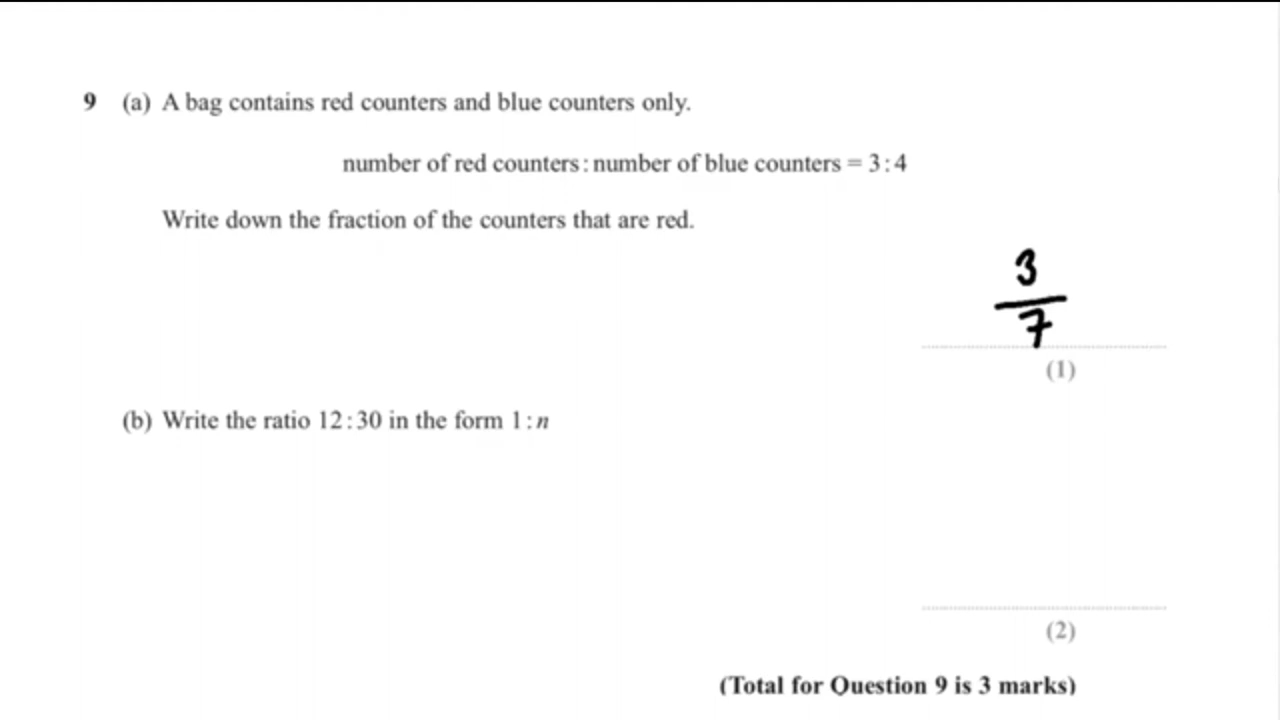 9 (a) A bag contains red counters and blue counters only.
number of red counters : number of blue counters = 3 : 4
Write down the fraction of the counters that are red.
3
7
(1)
(b) Write the ratio 12 : 30 in the form 1 : n
(2)
(Total for Question 9 is 3 marks)